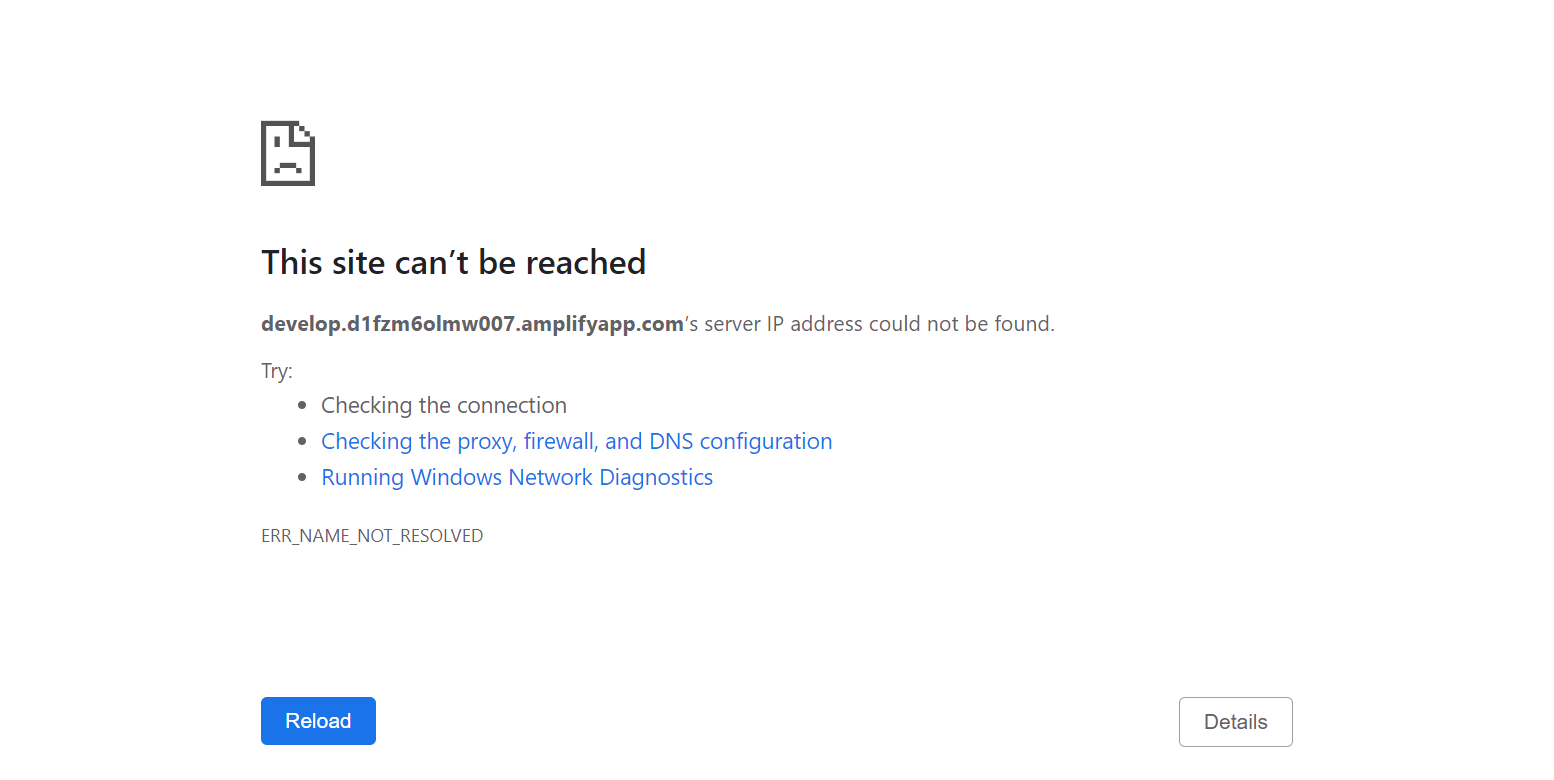 This site can’t be reached
develop.d1fzm6olmw007.amplifyapp.com’s server IP address could not be found.
Try:
• Checking the connection
• Checking the proxy, firewall, and DNS configuration
• Running Windows Network Diagnostics
ERR_NAME_NOT_RESOLVED
Reload
Details